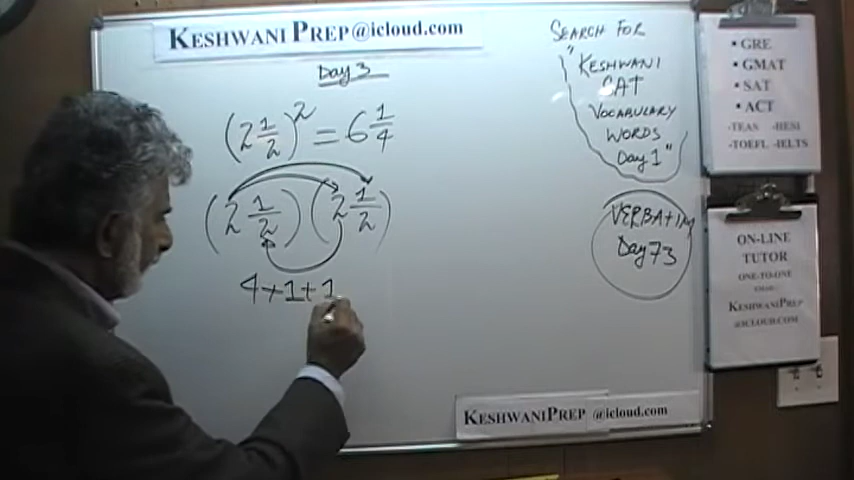 KESHWANIPREP@iCLOUD.COM
Day 3
(2 1/2)^2 = 6 1/4
(2 1/2) (2 1/2)
4+1+1
SEARCH FOR
"KESHWANI
SAT
VOCABULARY
WORDS
Day 1"
VERBATIM
Day 73
• GRE
• GMAT
• SAT
• ACT
-TEAS -HESI
-TOEFL -IELTS
ON-LINE
TUTOR
ONE-TO-ONE
KESHWANIPREP
@iCLOUD.COM
KESHWANIPREP @icloud.com